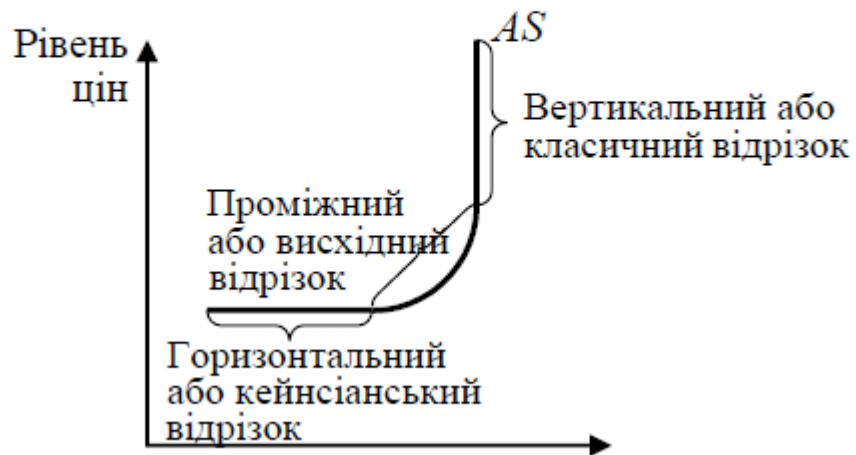 Рівень
цін
AS
Вертикальний або
класичний відрізок
Проміжний
або висхідний
відрізок
Горизонтальний
або кейнсіанський
відрізок